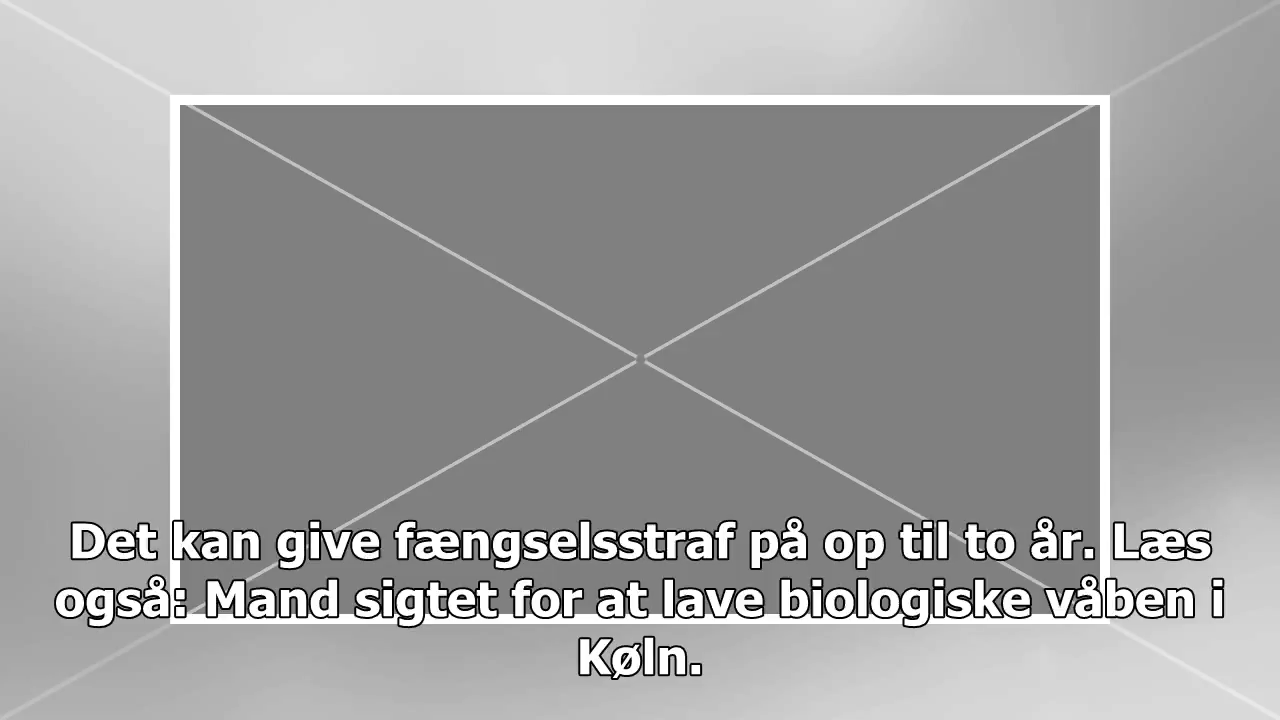 Det kan give fængselsstraf på op til to år. Læs
også: Mand sigtet for at lave biologiske våben i
Køln.